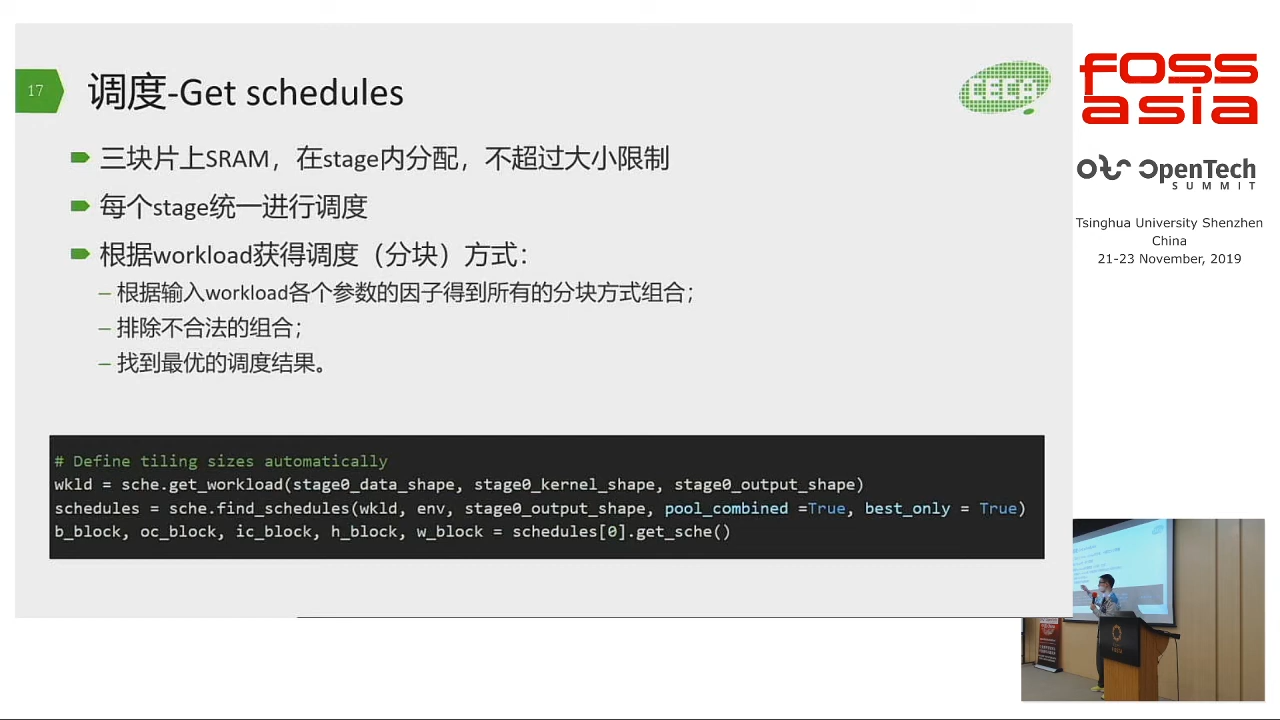 17
调度-Get schedules
三块片上SRAM，在stage内分配，不超过大小限制
每个stage统一进行调度
根据workload获得调度（分块）方式：
– 根据输入workload各个参数的因子得到所有的分块方式组合；
– 排除不合法的组合；
– 找到最优的调度结果。
# Define tiling sizes automatically
wkld = sche.get_workload(stage0_data_shape, stage0_kernel_shape, stage0_output_shape)
schedules = sche.find_schedules(wkld, env, stage0_output_shape, pool_combined =True, best_only = True)
b_block, oc_block, ic_block, h_block, w_block = schedules[0].get_sche()
FOSS
asia
OpenTech
SUMMIT
Tsinghua University Shenzhen
China
21-23 November, 2019